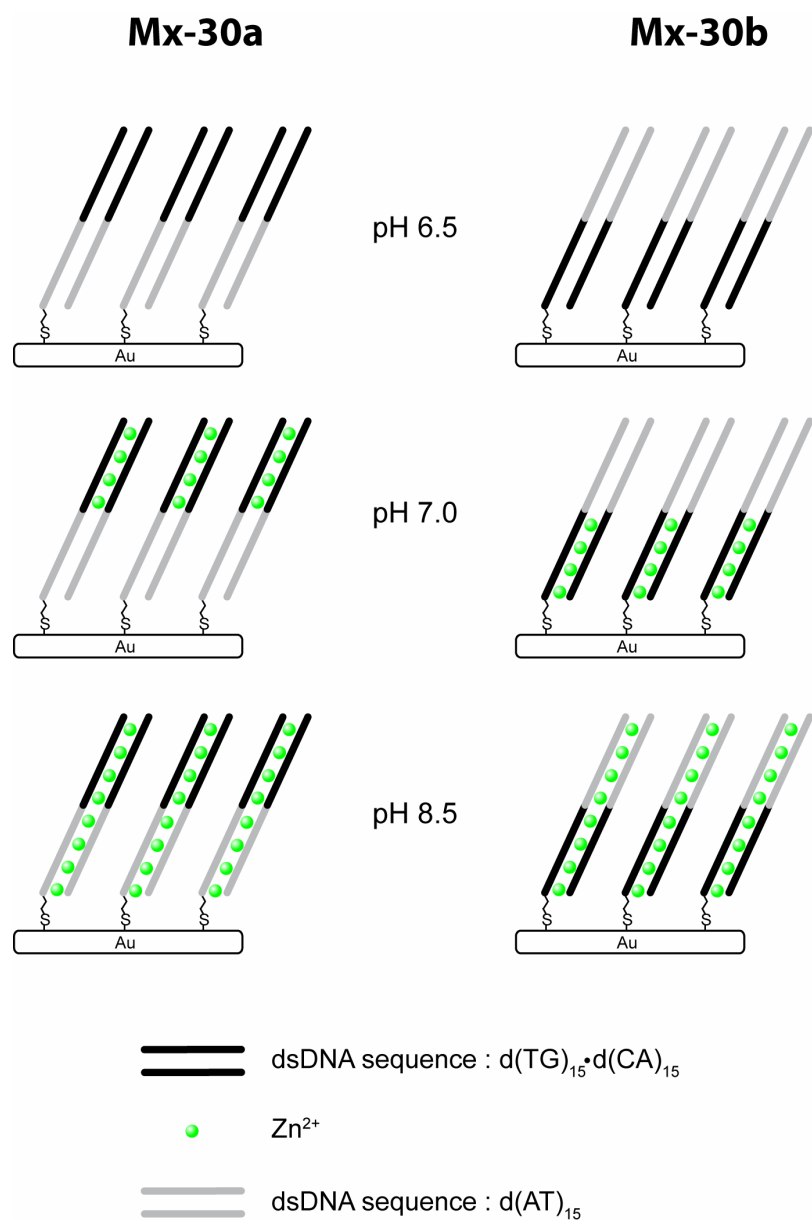 Mx-30a Mx-30b
pH 6.5
S S S S S S
Au Au
pH 7.0
S S S S S S
Au Au
pH 8.5
S S S S S S
Au Au
dsDNA sequence : d(TG)₁₅•d(CA)₁₅
Zn²⁺
dsDNA sequence : d(AT)₁₅